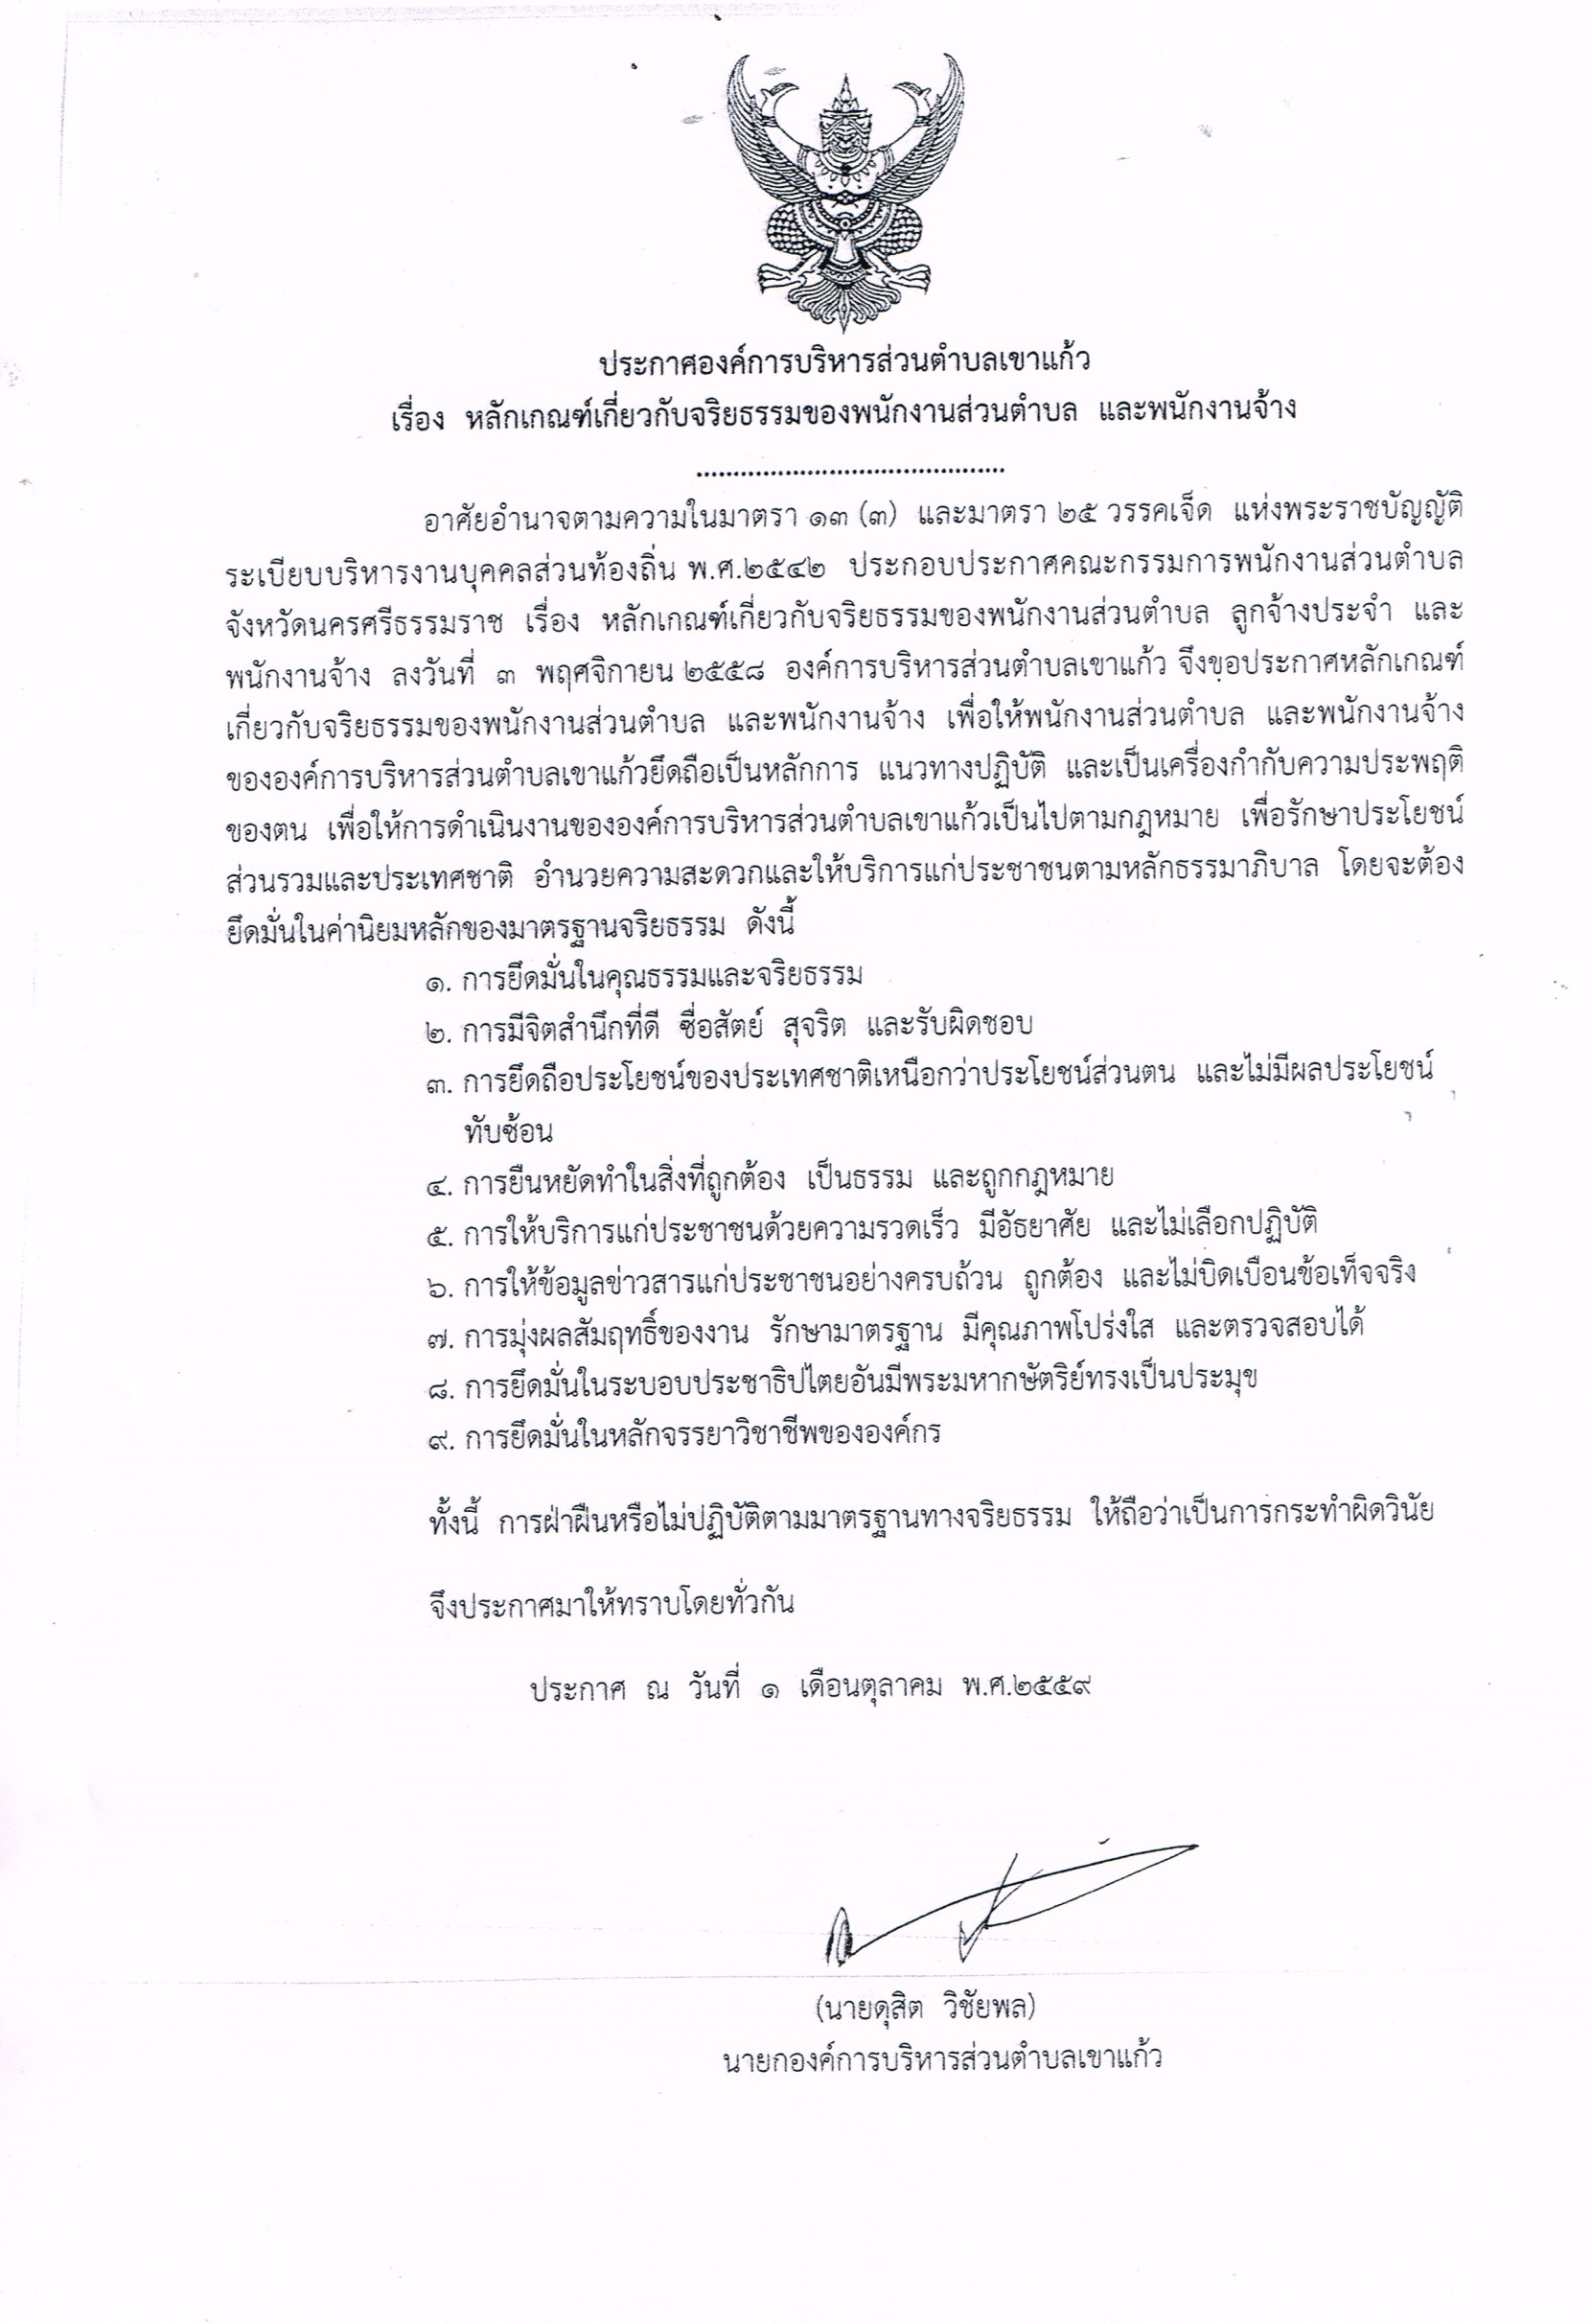 ประกาศองค์การบริหารส่วนตำบลเขาแก้ว
เรื่อง หลักเกณฑ์เกี่ยวกับจริยธรรมของพนักงานส่วนตำบล และพนักงานจ้าง
..........................................
อาศัยอำนาจตามความในมาตรา ๑๓ (๓) และมาตรา ๒๕ วรรคเจ็ด แห่งพระราชบัญญัติ
ระเบียบบริหารงานบุคคลส่วนท้องถิ่น พ.ศ.๒๕๔๒ ประกอบประกาศคณะกรรมการพนักงานส่วนตำบล
จังหวัดนครศรีธรรมราช เรื่อง หลักเกณฑ์เกี่ยวกับจริยธรรมของพนักงานส่วนตำบล ลูกจ้างประจำ และ
พนักงานจ้าง ลงวันที่ ๓ พฤศจิกายน ๒๕๕๘ องค์การบริหารส่วนตำบลเขาแก้ว จึงขอประกาศหลักเกณฑ์
เกี่ยวกับจริยธรรมของพนักงานส่วนตำบล และพนักงานจ้าง เพื่อให้พนักงานส่วนตำบล และพนักงานจ้าง
ขององค์การบริหารส่วนตำบลเขาแก้วยึดถือเป็นหลักการ แนวทางปฏิบัติ และเป็นเครื่องกำกับความประพฤติ
ของตน เพื่อให้การดำเนินงานขององค์การบริหารส่วนตำบลเขาแก้วเป็นไปตามกฎหมาย เพื่อรักษาประโยชน์
ส่วนรวมและประเทศชาติ อำนวยความสะดวกและให้บริการแก่ประชาชนตามหลักธรรมาภิบาล โดยจะต้อง
ยึดมั่นในค่านิยมหลักของมาตรฐานจริยธรรม ดังนี้
๑. การยึดมั่นในคุณธรรมและจริยธรรม
๒. การมีจิตสำนึกที่ดี ซื่อสัตย์ สุจริต และรับผิดชอบ
๓. การยึดถือประโยชน์ของประเทศชาติเหนือกว่าประโยชน์ส่วนตน และไม่มีผลประโยชน์
ทับซ้อน
๔. การยืนหยัดทำในสิ่งที่ถูกต้อง เป็นธรรม และถูกกฎหมาย
๕. การให้บริการแก่ประชาชนด้วยความรวดเร็ว มีอัธยาศัย และไม่เลือกปฏิบัติ
๖. การให้ข้อมูลข่าวสารแก่ประชาชนอย่างครบถ้วน ถูกต้อง และไม่บิดเบือนข้อเท็จจริง
๗. การมุ่งผลสัมฤทธิ์ของงาน รักษามาตรฐาน มีคุณภาพโปร่งใส และตรวจสอบได้
๘. การยึดมั่นในระบอบประชาธิปไตยอันมีพระมหากษัตริย์ทรงเป็นประมุข
๙. การยึดมั่นในหลักจรรยาวิชาชีพขององค์กร
ทั้งนี้ การฝ่าฝืนหรือไม่ปฏิบัติตามมาตรฐานทางจริยธรรม ให้ถือว่าเป็นการกระทำผิดวินัย
จึงประกาศมาให้ทราบโดยทั่วกัน
ประกาศ ณ วันที่ ๑ เดือนตุลาคม พ.ศ.๒๕๕๙
(นายดุสิต วิชัยพล)
นายกองค์การบริหารส่วนตำบลเขาแก้ว